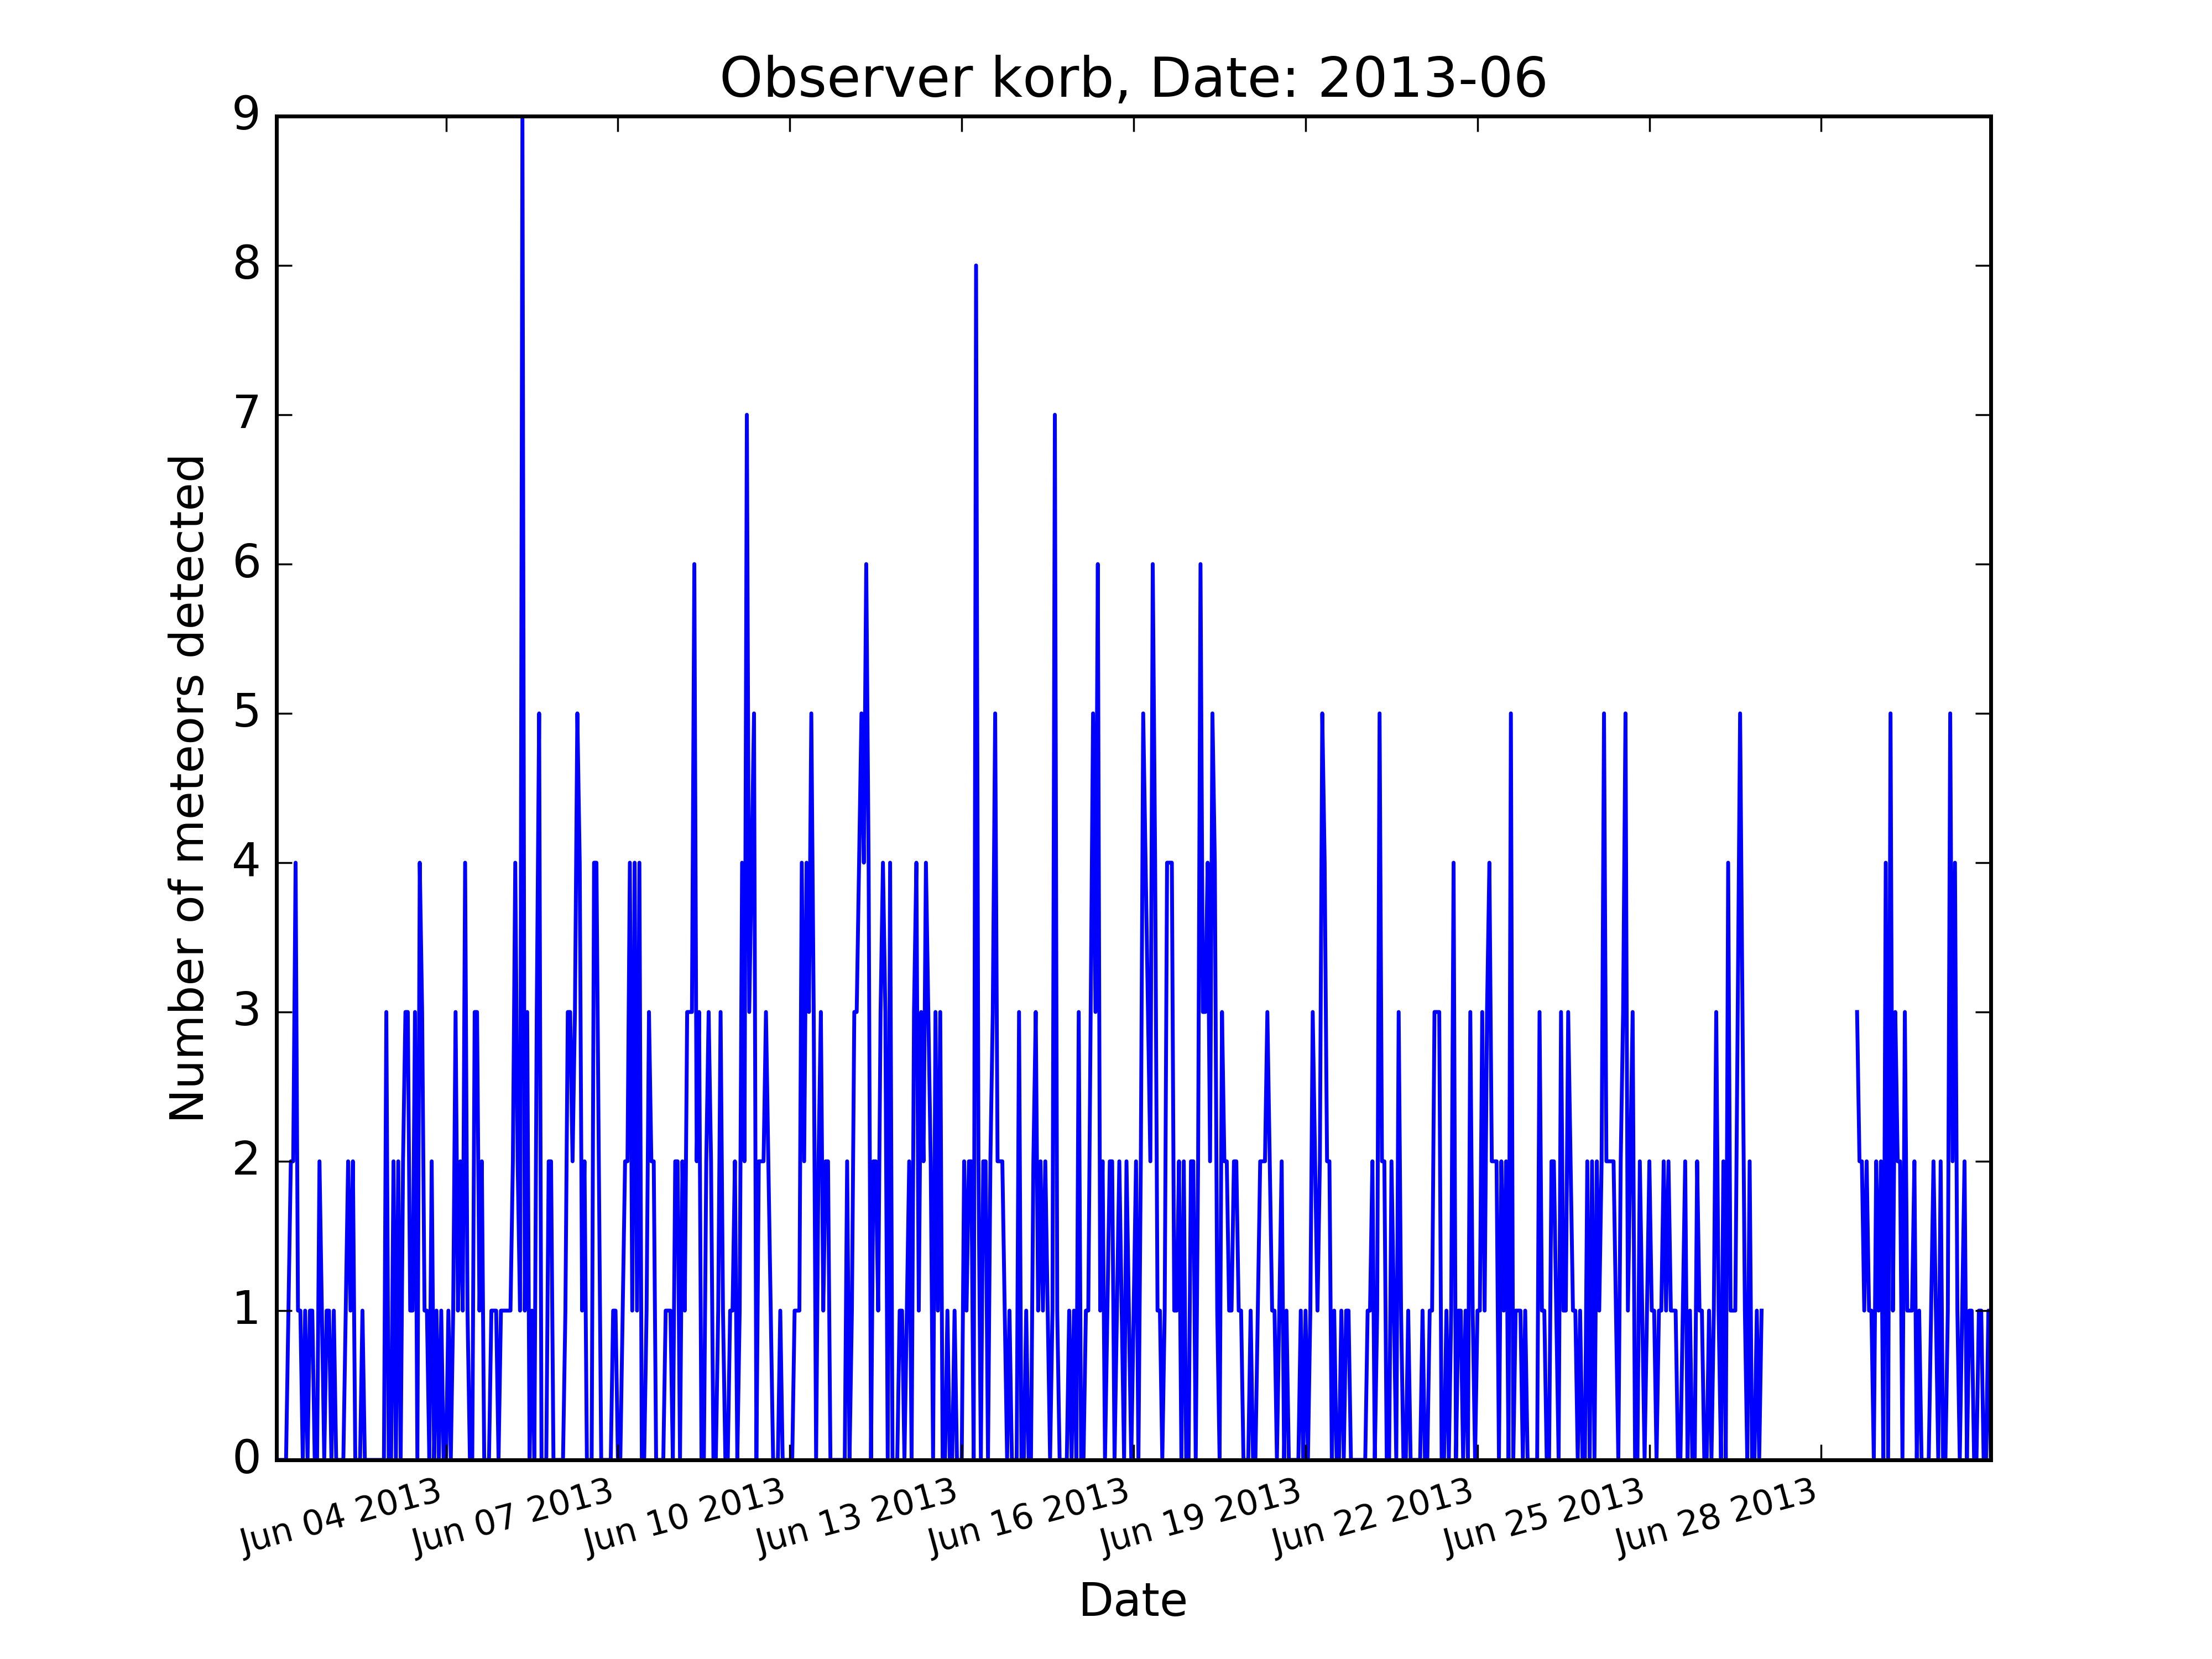 Observer korb, Date: 2013-06
Number of meteors detected
9
8
7
6
5
4
3
2
1
0
Jun 04 2013
Jun 07 2013
Jun 10 2013
Jun 13 2013
Jun 16 2013
Jun 19 2013
Jun 22 2013
Jun 25 2013
Jun 28 2013
Date